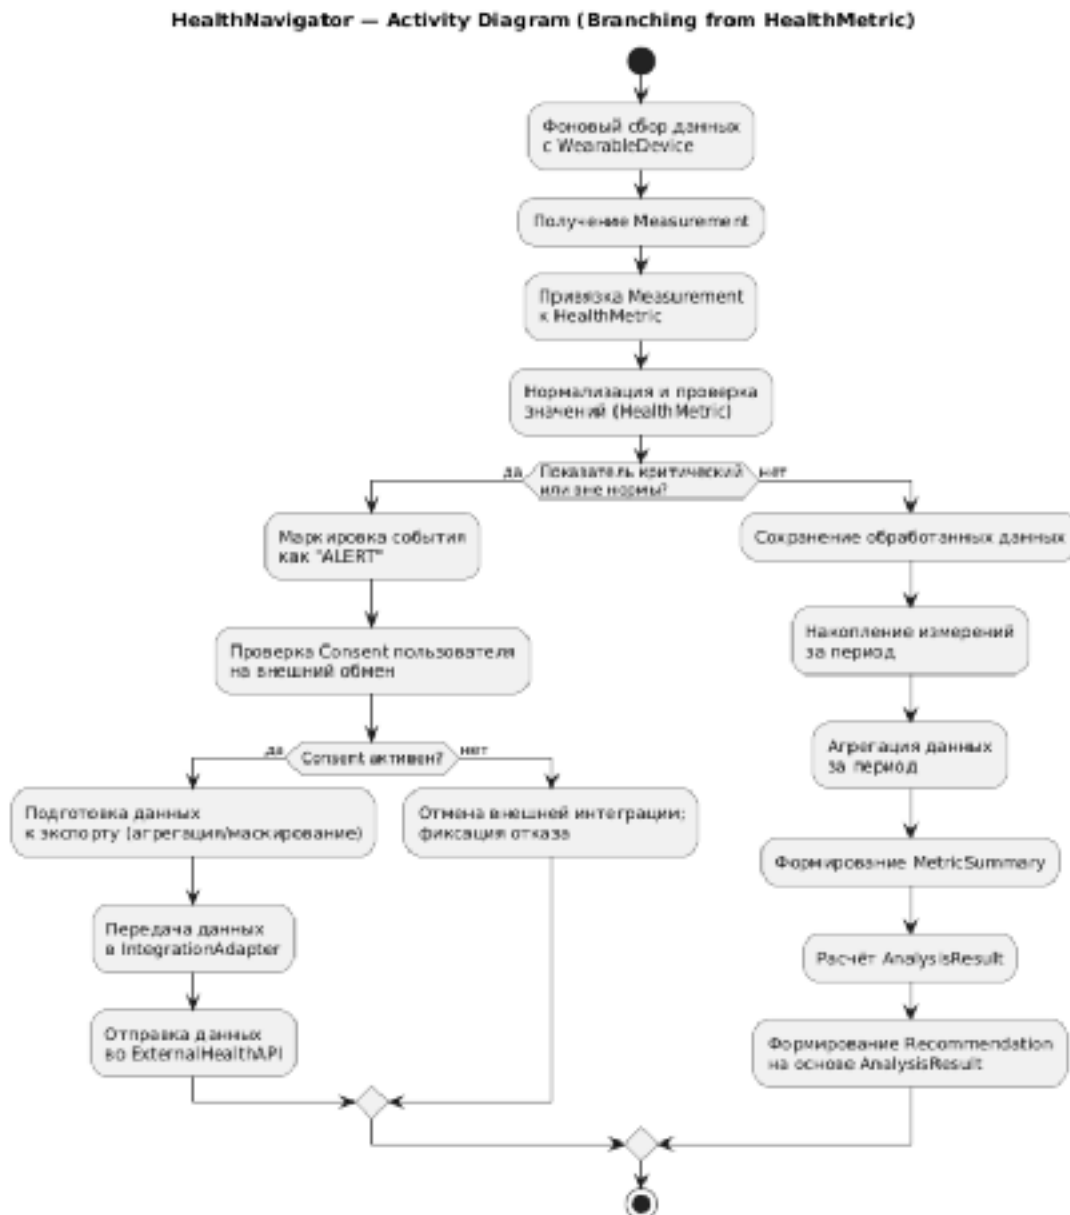 HealthNavigator — Activity Diagram (Branching from HealthMetric)
Фоновый сбор данных
с WearableDevice
Получение Measurement
Привязка Measurement
к HealthMetric
Нормализация и проверка
значений (HealthMetric)
да
Показатель критический
или вне нормы?
нет
Маркировка события
как "ALERT"
Проверка Consent пользователя
на внешний обмен
да
Consent активен?
нет
Подготовка данных
к экспорту (агрегация/маскирование)
Передача данных
в IntegrationAdapter
Отправка данных
во ExternalHealthAPI
Отмена внешней интеграции;
фиксация отказа
Сохранение обработанных данных
Накопление измерений
за период
Агрегация данных
за период
Формирование MetricSummary
Расчёт AnalysisResult
Формирование Recommendation
на основе AnalysisResult